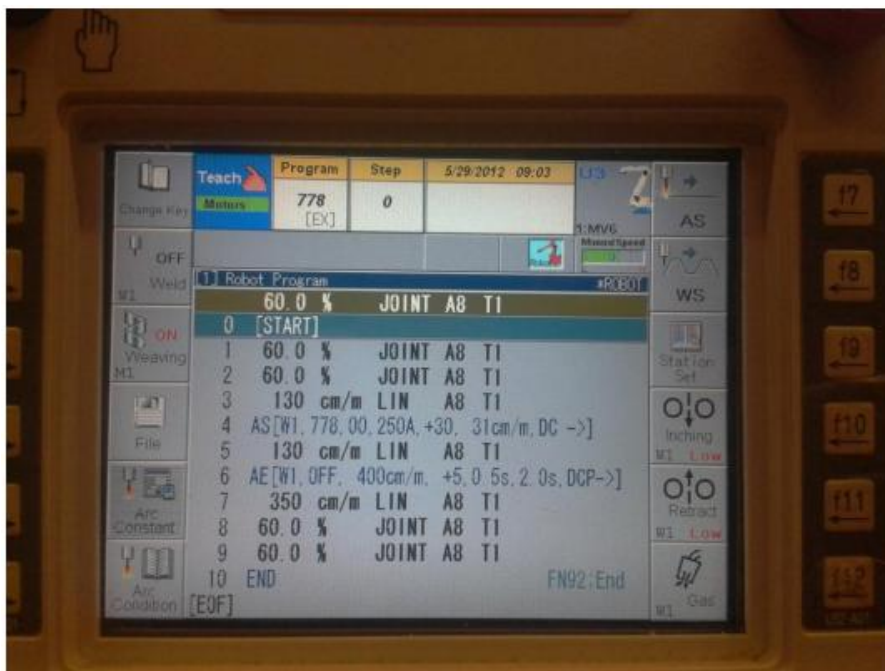 Teach
Motors
Program
778
[EX]
Step
0
5/29/2012 09:03
U3
1:MV6
Manual Speed
Change Key
OFF
Weld
W1
ON
Weaving
M1
File
Arc
Constant
Arc
Condition
[1] Robot Program
*ROBOT
60.0 % JOINT A8 T1
0 [START]
1 60.0 % JOINT A8 T1
2 60.0 % JOINT A8 T1
3 130 cm/m LIN A8 T1
4 AS[W1,778,00,250A,+30, 31cm/m,DC ->]
5 130 cm/m LIN A8 T1
6 AE[W1,OFF, 400cm/m, +5,0.5s,2.0s,DCP->]
7 350 cm/m LIN A8 T1
8 60.0 % JOINT A8 T1
9 60.0 % JOINT A8 T1
10 END FN92;End
[EOF]
AS
WS
Station
Set
Inching
W1 Low
Retract
W1 Low
Gas
W1
f7
f8
f9
f10
f11
f12